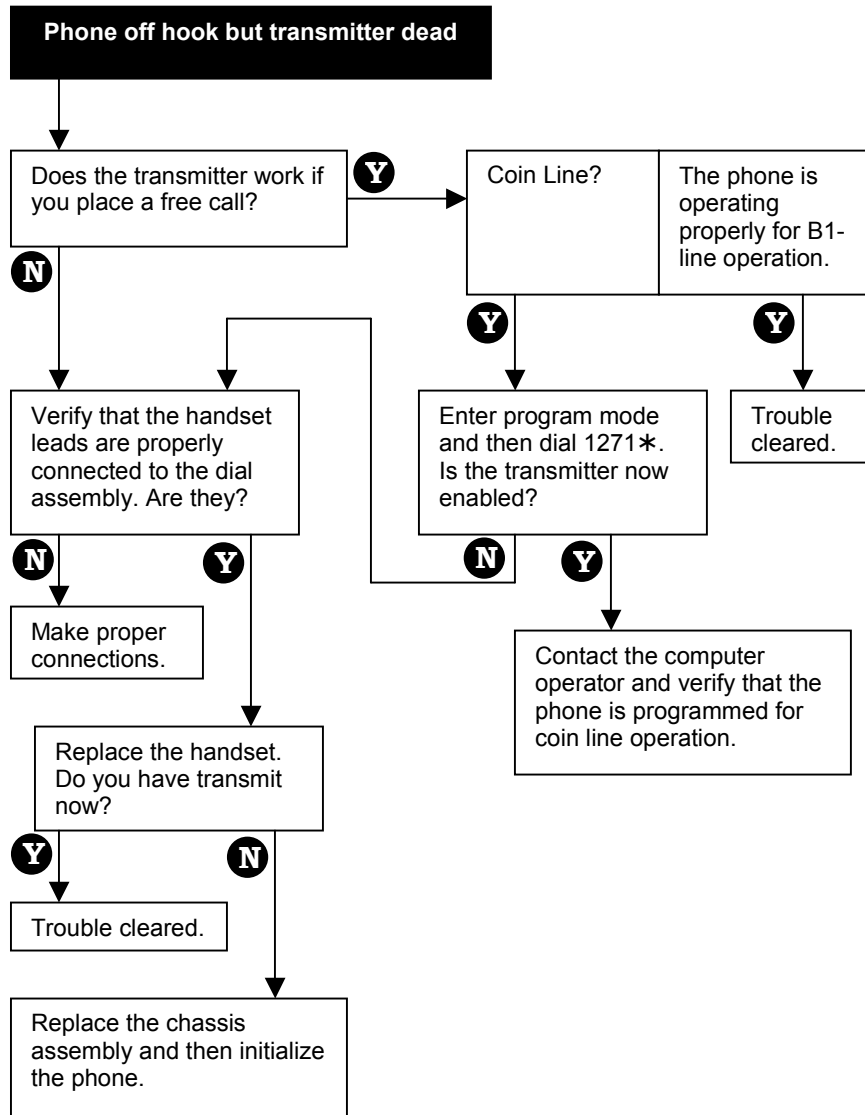 Phone off hook but transmitter dead
Does the transmitter work if
you place a free call?
Y
Coin Line?
The phone is
operating
properly for B1-
line operation.
N
Y
Y
Verify that the handset
leads are properly
connected to the dial
assembly. Are they?
Enter program mode
and then dial 1271*.
Is the transmitter now
enabled?
Trouble
cleared.
N
Y
N
Y
Make proper
connections.
Contact the computer
operator and verify that the
phone is programmed for
coin line operation.
Replace the handset.
Do you have transmit
now?
Y
N
Trouble cleared.
Replace the chassis
assembly and then initialize
the phone.